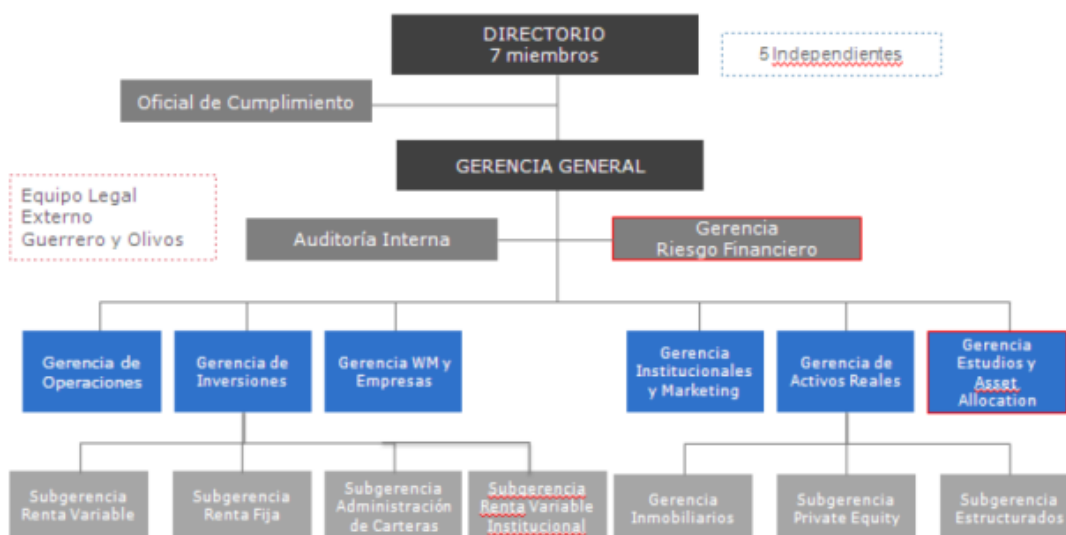 DIRECTORIO
7 miembros
5 Independientes
Oficial de Cumplimiento
GERENCIA GENERAL
Equipo Legal
Externo
Guerrero y Olivos
Auditoría Interna
Gerencia
Riesgo Financiero
Gerencia de
Operaciones
Gerencia de
Inversiones
Gerencia WM y
Empresas
Gerencia
Institucionales
y Marketing
Gerencia de
Activos Reales
Gerencia
Estudios y
Asset
Allocation
Subgerencia
Renta Variable
Subgerencia
Renta Fija
Subgerencia
Administración
de Carteras
Subgerencia
Renta Variable
Institucional
Gerencia
Inmobiliarios
Subgerencia
Private Equity
Subgerencia
Estructurados